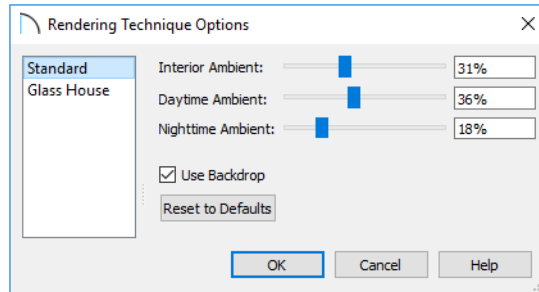 Rendering Technique Options
Standard
Glass House
Interior Ambient: 31%
Daytime Ambient: 36%
Nighttime Ambient: 18%
Use Backdrop
Reset to Defaults
OK Cancel Help